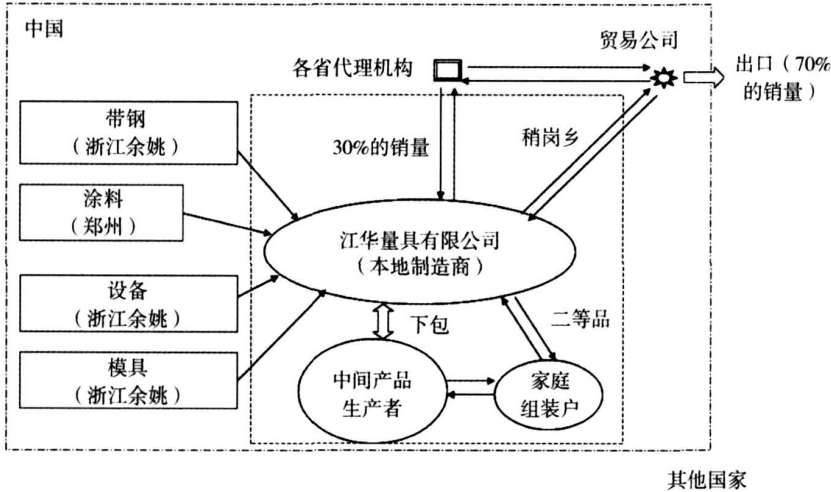 中国
贸易公司
各省代理机构
出口（70%
的销量）
带钢
（浙江余姚）
30%的销量
稍岗乡
涂料
（郑州）
江华量具有限公司
（本地制造商）
设备
（浙江余姚）
下包
二等品
模具
（浙江余姚）
中间产品
生产者
家庭
组装户
其他国家